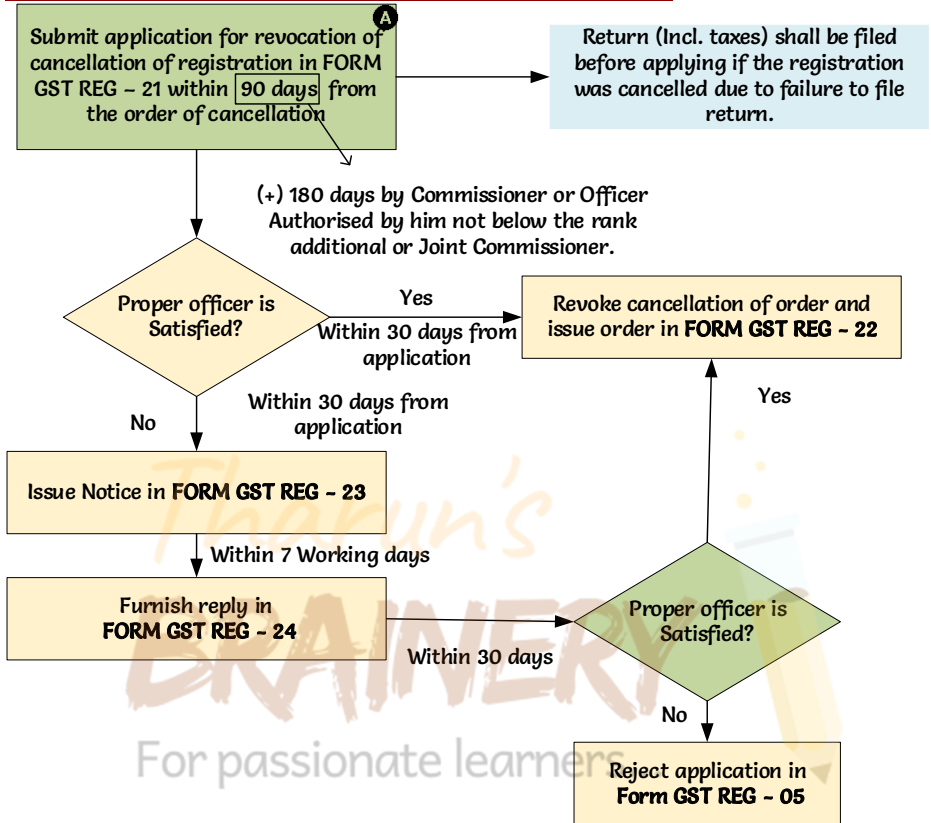 A
Submit application for revocation of
cancellation of registration in FORM
GST REG - 21 within 90 days from
the order of cancellation
Return (Incl. taxes) shall be filed
before applying if the registration
was cancelled due to failure to file
return.
(+) 180 days by Commissioner or Officer
Authorised by him not below the rank
additional or Joint Commissioner.
Proper officer is
Satisfied?
Yes
Within 30 days from
application
Revoke cancellation of order and
issue order in FORM GST REG - 22
No
Within 30 days from
application
Yes
Issue Notice in FORM GST REG - 23
Within 7 Working days
Furnish reply in
FORM GST REG - 24
Within 30 days
Proper officer is
Satisfied?
No
Reject application in
Form GST REG - 05
Tharun's
BRAINERY
For passionate learners